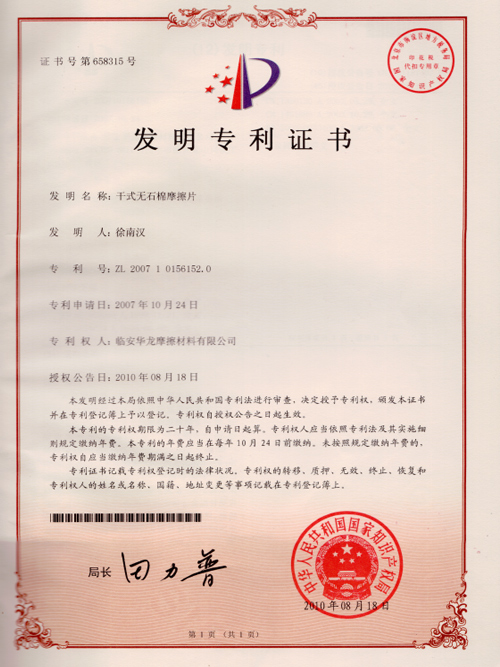 证书号第658315号
印花税
代扣专用章
国家知识产权局
发明专利证书
发明名称：干式无石棉摩擦片
发明人：徐南汉
专利号：ZL 2007 1 0156152.0
专利申请日：2007年10月24日
专利权人：临安华龙摩擦材料有限公司
授权公告日：2010年08月18日
本发明经过本局依照中华人民共和国专利法进行审查，决定授予专利权，颁发本证书
并在专利登记簿上予以登记。专利权自授权公告之日起生效。
本专利的专利权期限为二十年，自申请日起算。专利权人应当依照专利法及其实施细
则规定缴纳年费。本专利的年费应当在每年10月24日前缴纳。未按照规定缴纳年费的，
专利权自应当缴纳年费期满之日起终止。
专利证书记载专利权登记时的法律状况。专利权的转移、质押、无效、终止、恢复和
专利权人的姓名或名称、国籍、地址变更等事项记载在专利登记簿上。
局长 田力普
中华人民共和国国家知识产权局
2010年08月18日
第1页（共1页）